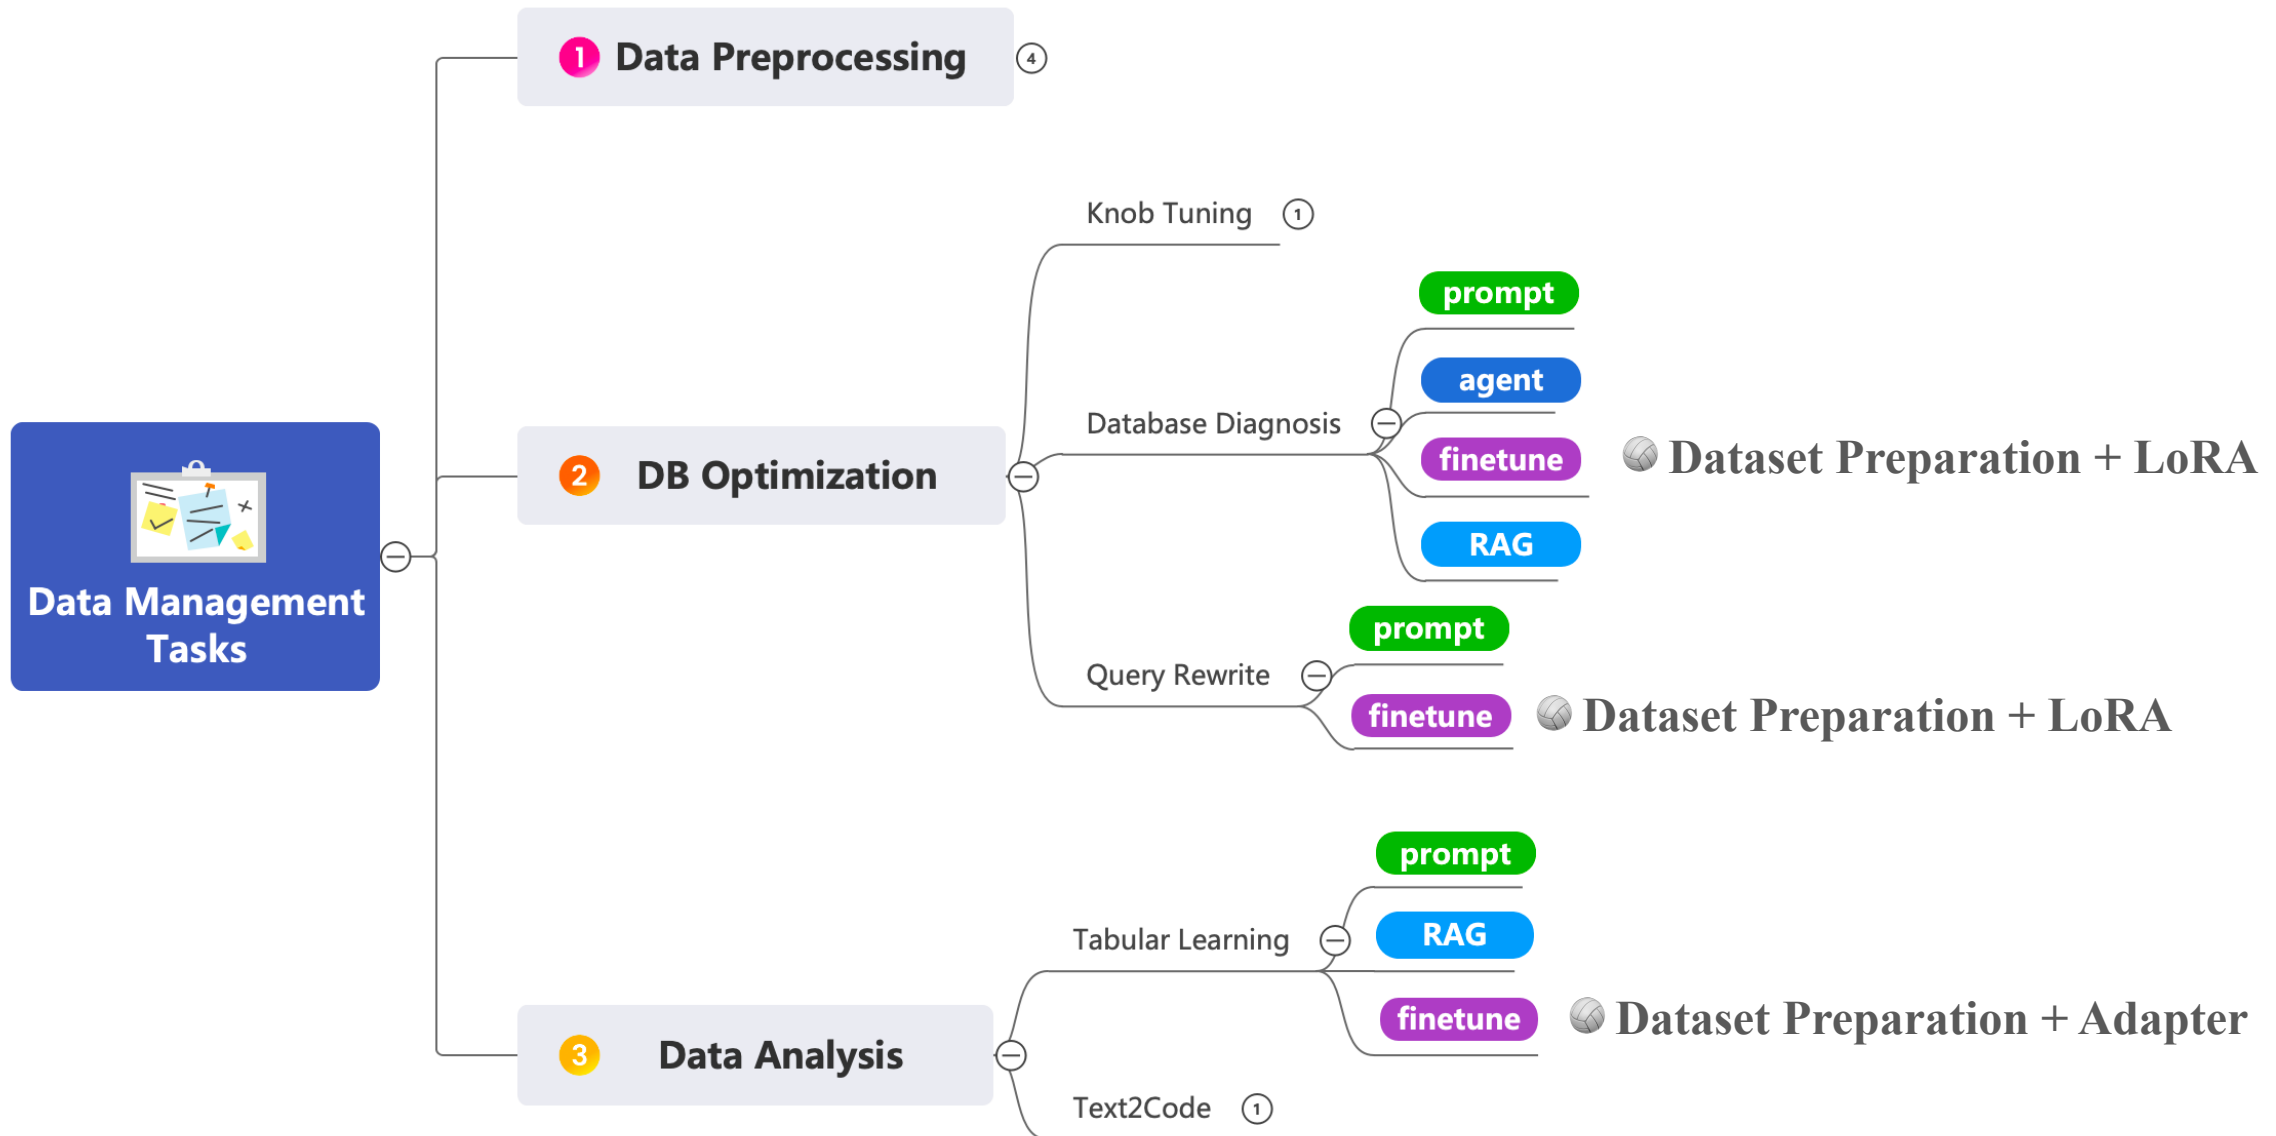 1 Data Preprocessing 4
Knob Tuning 1
prompt
agent
Database Diagnosis
finetune
Dataset Preparation + LoRA
2 DB Optimization
RAG
Data Management
Tasks
prompt
Query Rewrite
finetune
Dataset Preparation + LoRA
prompt
Tabular Learning
RAG
finetune
Dataset Preparation + Adapter
3 Data Analysis
Text2Code 1